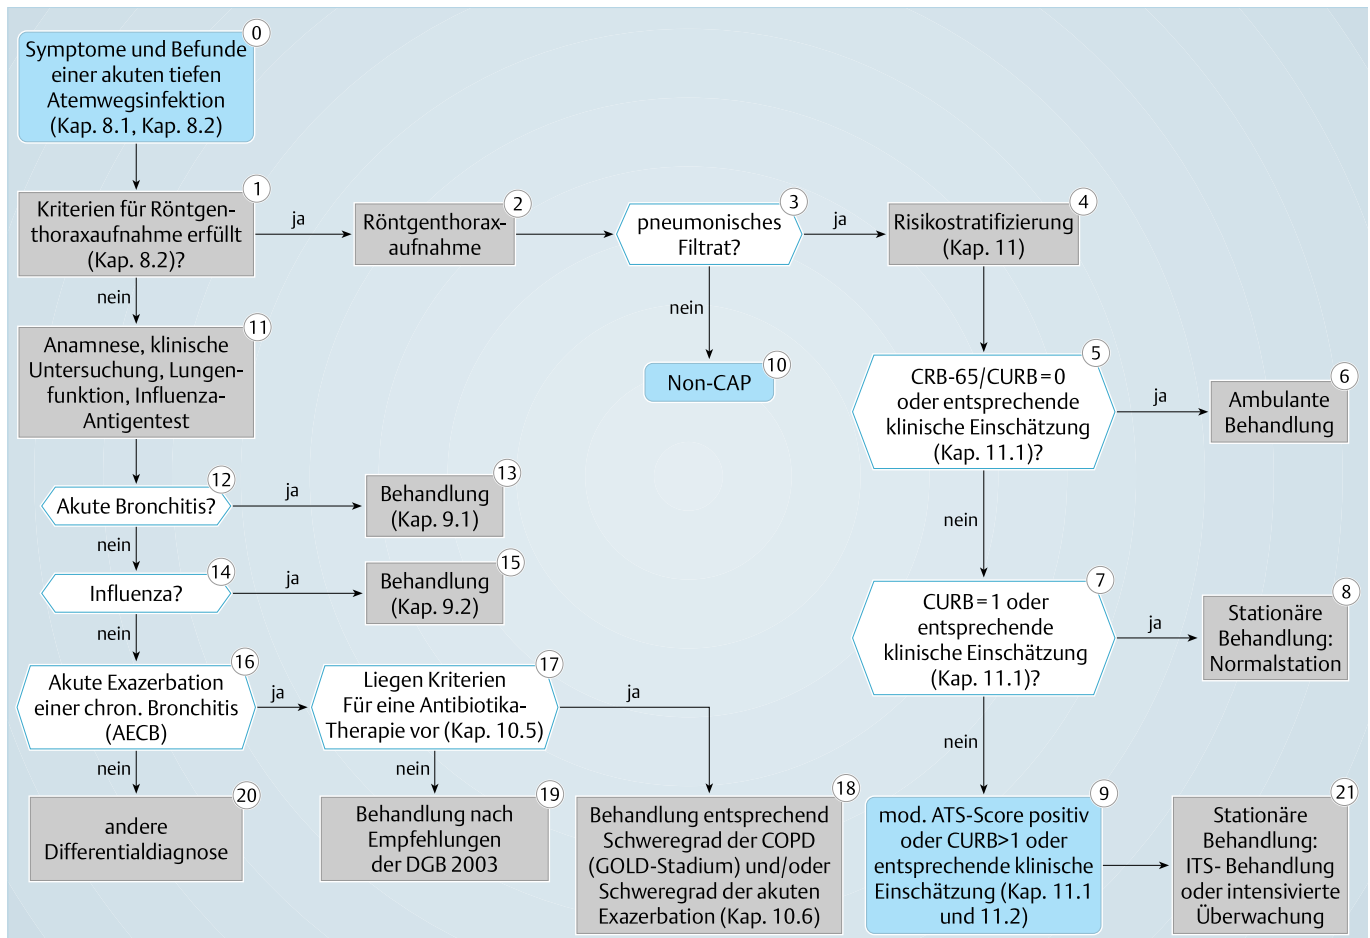 0
Symptome und Befunde
einer akuten tiefen
Atemwegsinfektion
(Kap. 8.1, Kap. 8.2)
1
Kriterien für Röntgen-
thoraxaufnahme erfüllt
(Kap. 8.2)?
ja
2
Röntgenthorax-
aufnahme
3
pneumonisches
Filtrat?
ja
4
Risikostratifizierung
(Kap. 11)
nein
nein
10
Non-CAP
11
Anamnese, klinische
Untersuchung, Lungen-
funktion, Influenza-
Antigentest
5
CRB-65/CURB = 0
oder entsprechende
klinische Einschätzung
(Kap. 11.1)?
ja
6
Ambulante
Behandlung
12
Akute Bronchitis?
ja
13
Behandlung
(Kap. 9.1)
nein
nein
14
Influenza?
ja
15
Behandlung
(Kap. 9.2)
nein
7
CURB = 1 oder
entsprechende
klinische Einschätzung
(Kap. 11.1)?
ja
8
Stationäre
Behandlung:
Normalstation
16
Akute Exazerbation
einer chron. Bronchitis
(AECB)
ja
17
Liegen Kriterien
Für eine Antibiotika-
Therapie vor (Kap. 10.5)
ja
nein
nein
nein
20
andere
Differentialdiagnose
19
Behandlung nach
Empfehlungen
der DGB 2003
18
Behandlung entsprechend
Schweregrad der COPD
(GOLD-Stadium) und/oder
Schweregrad der akuten
Exazerbation (Kap. 10.6)
9
mod. ATS-Score positiv
oder CURB>1 oder
entsprechende klinische
Einschätzung (Kap. 11.1
und 11.2)
21
Stationäre
Behandlung:
ITS- Behandlung
oder intensivierte
Überwachung